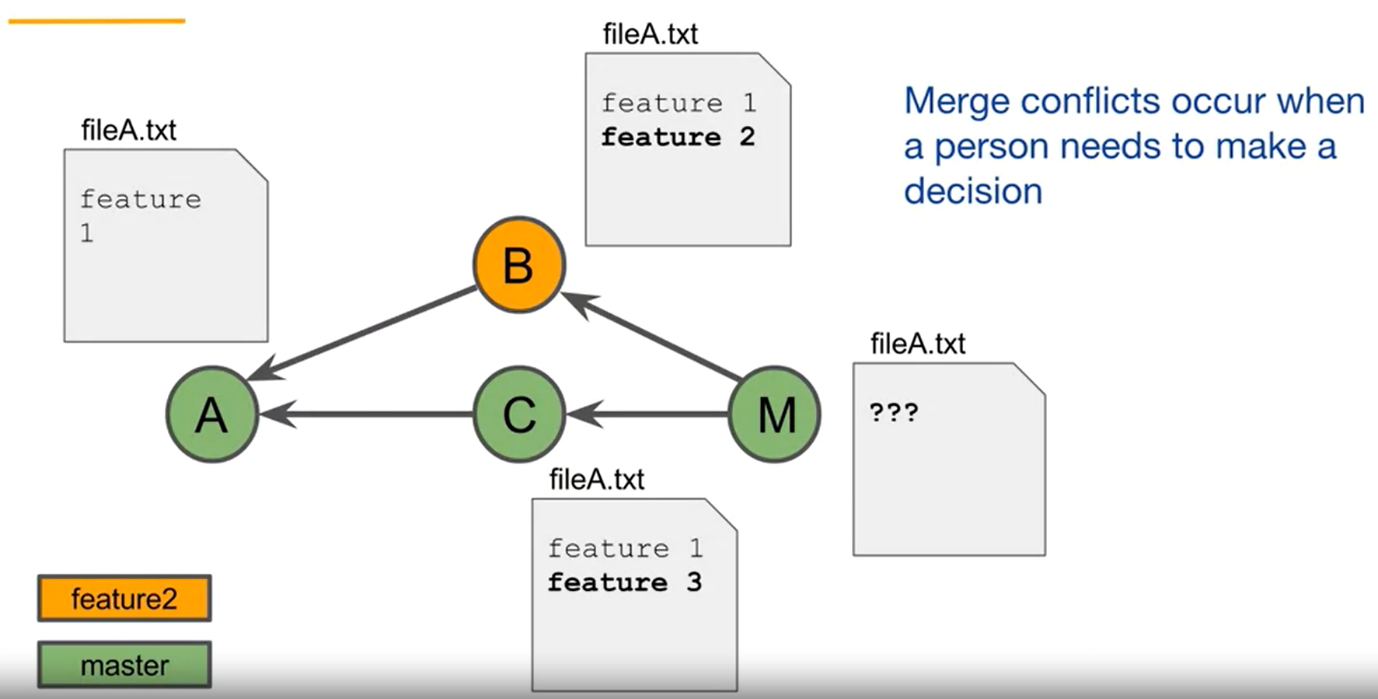 fileA.txt
feature 1
feature 2
Merge conflicts occur when
a person needs to make a
decision
fileA.txt
feature
1
B
fileA.txt
???
A
C
M
fileA.txt
feature 1
feature 3
feature2
master